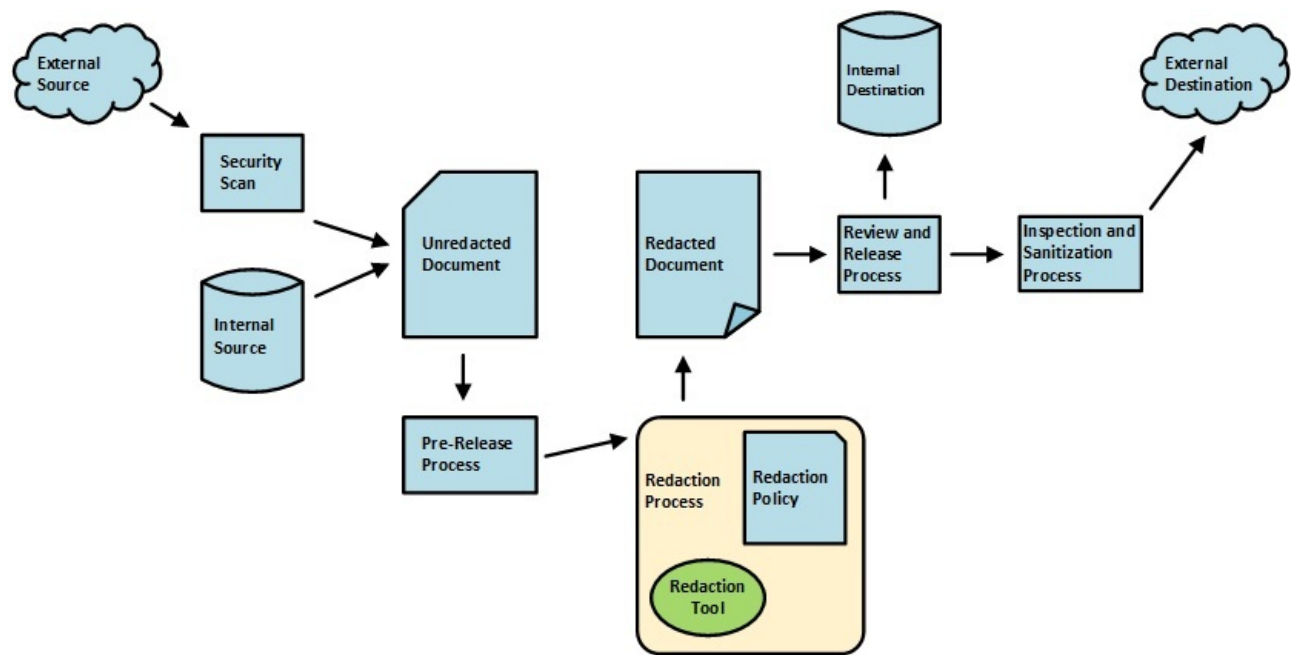 External
Source
Security
Scan
Internal
Source
Unredacted
Document
Pre-Release
Process
Redaction
Process
Redaction
Policy
Redaction
Tool
Redacted
Document
Review and
Release
Process
Internal
Destination
Inspection and
Sanitization
Process
External
Destination